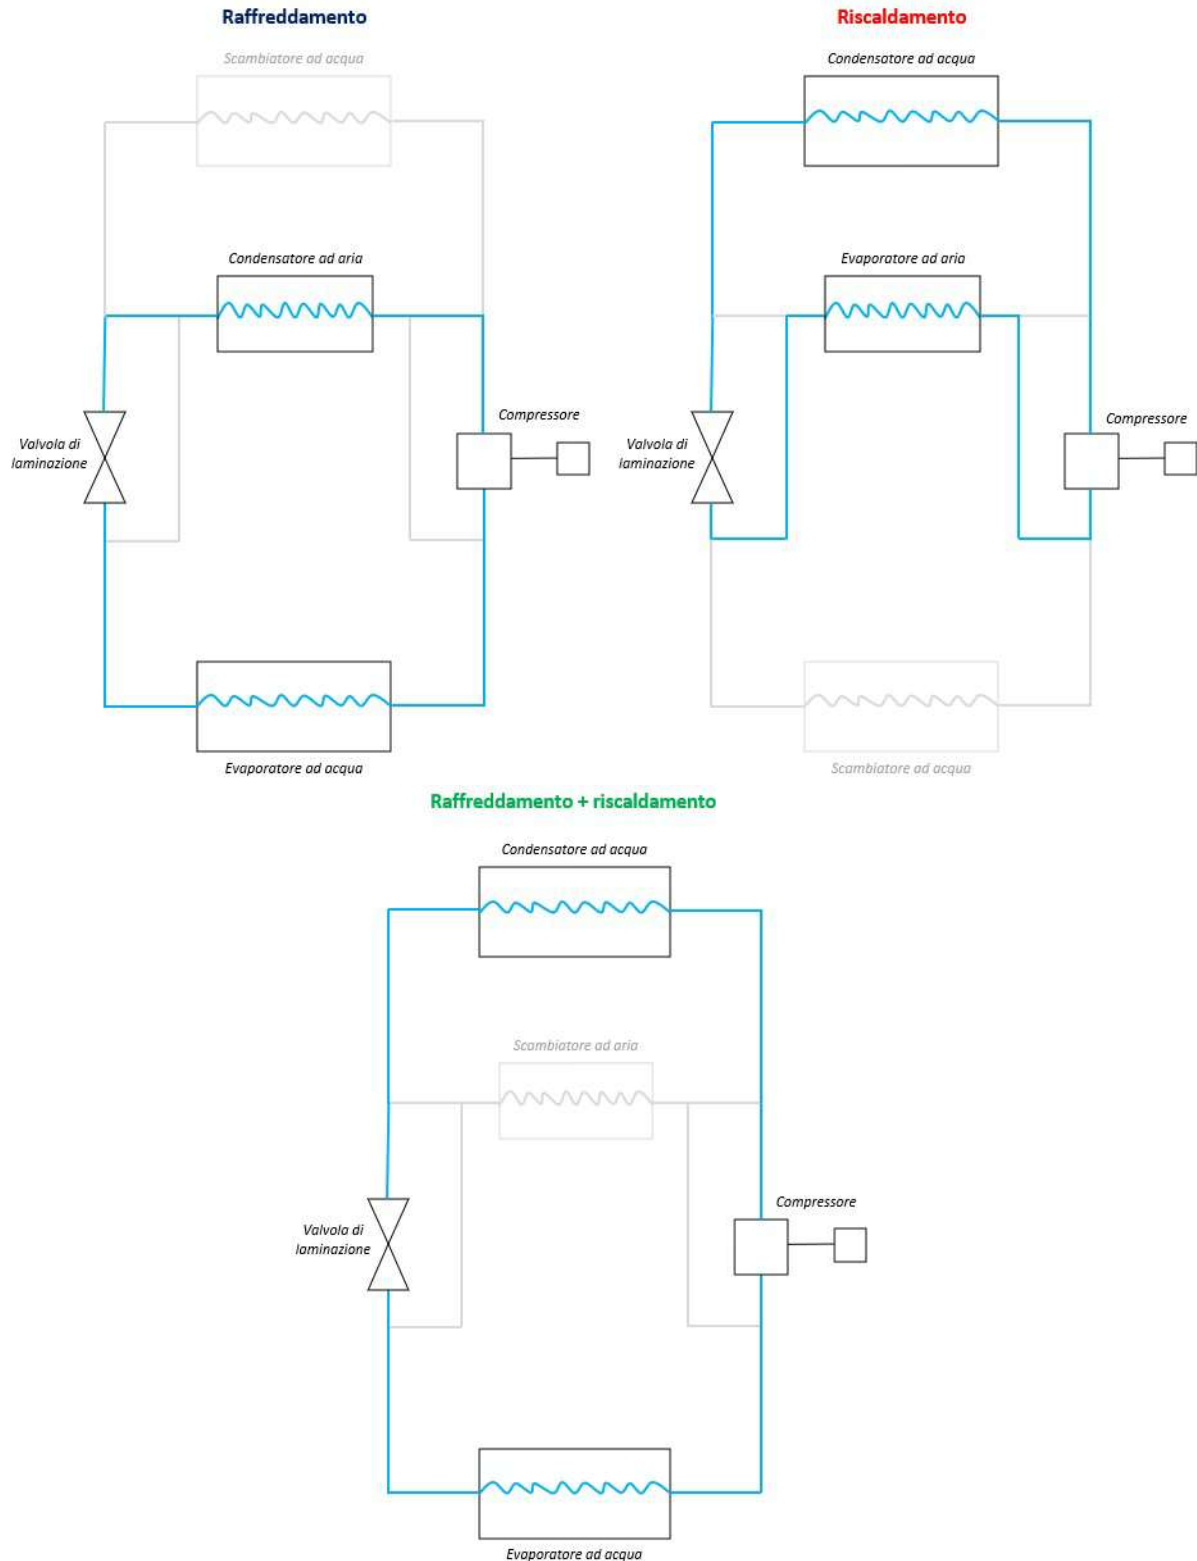 Raffreddamento
Scambiatore ad acqua
Condensatore ad aria
Compressore
Valvola di
laminazione
Evaporatore ad acqua
Riscaldamento
Condensatore ad acqua
Evaporatore ad aria
Compressore
Valvola di
laminazione
Scambiatore ad acqua
Raffreddamento + riscaldamento
Condensatore ad acqua
Scambiatore ad aria
Compressore
Valvola di
laminazione
Evaporatore ad acqua